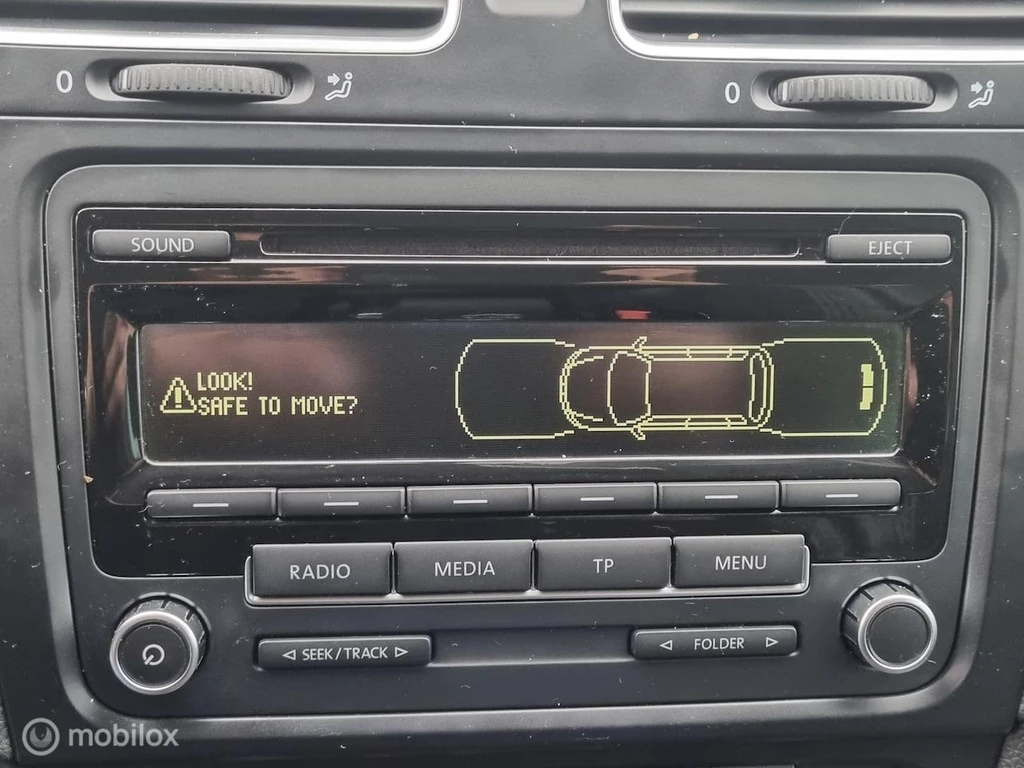 0
0
SOUND
EJECT
LOOK!
SAFE TO MOVE?
RADIO
MEDIA
TP
MENU
SEEK/TRACK
FOLDER
mobilox